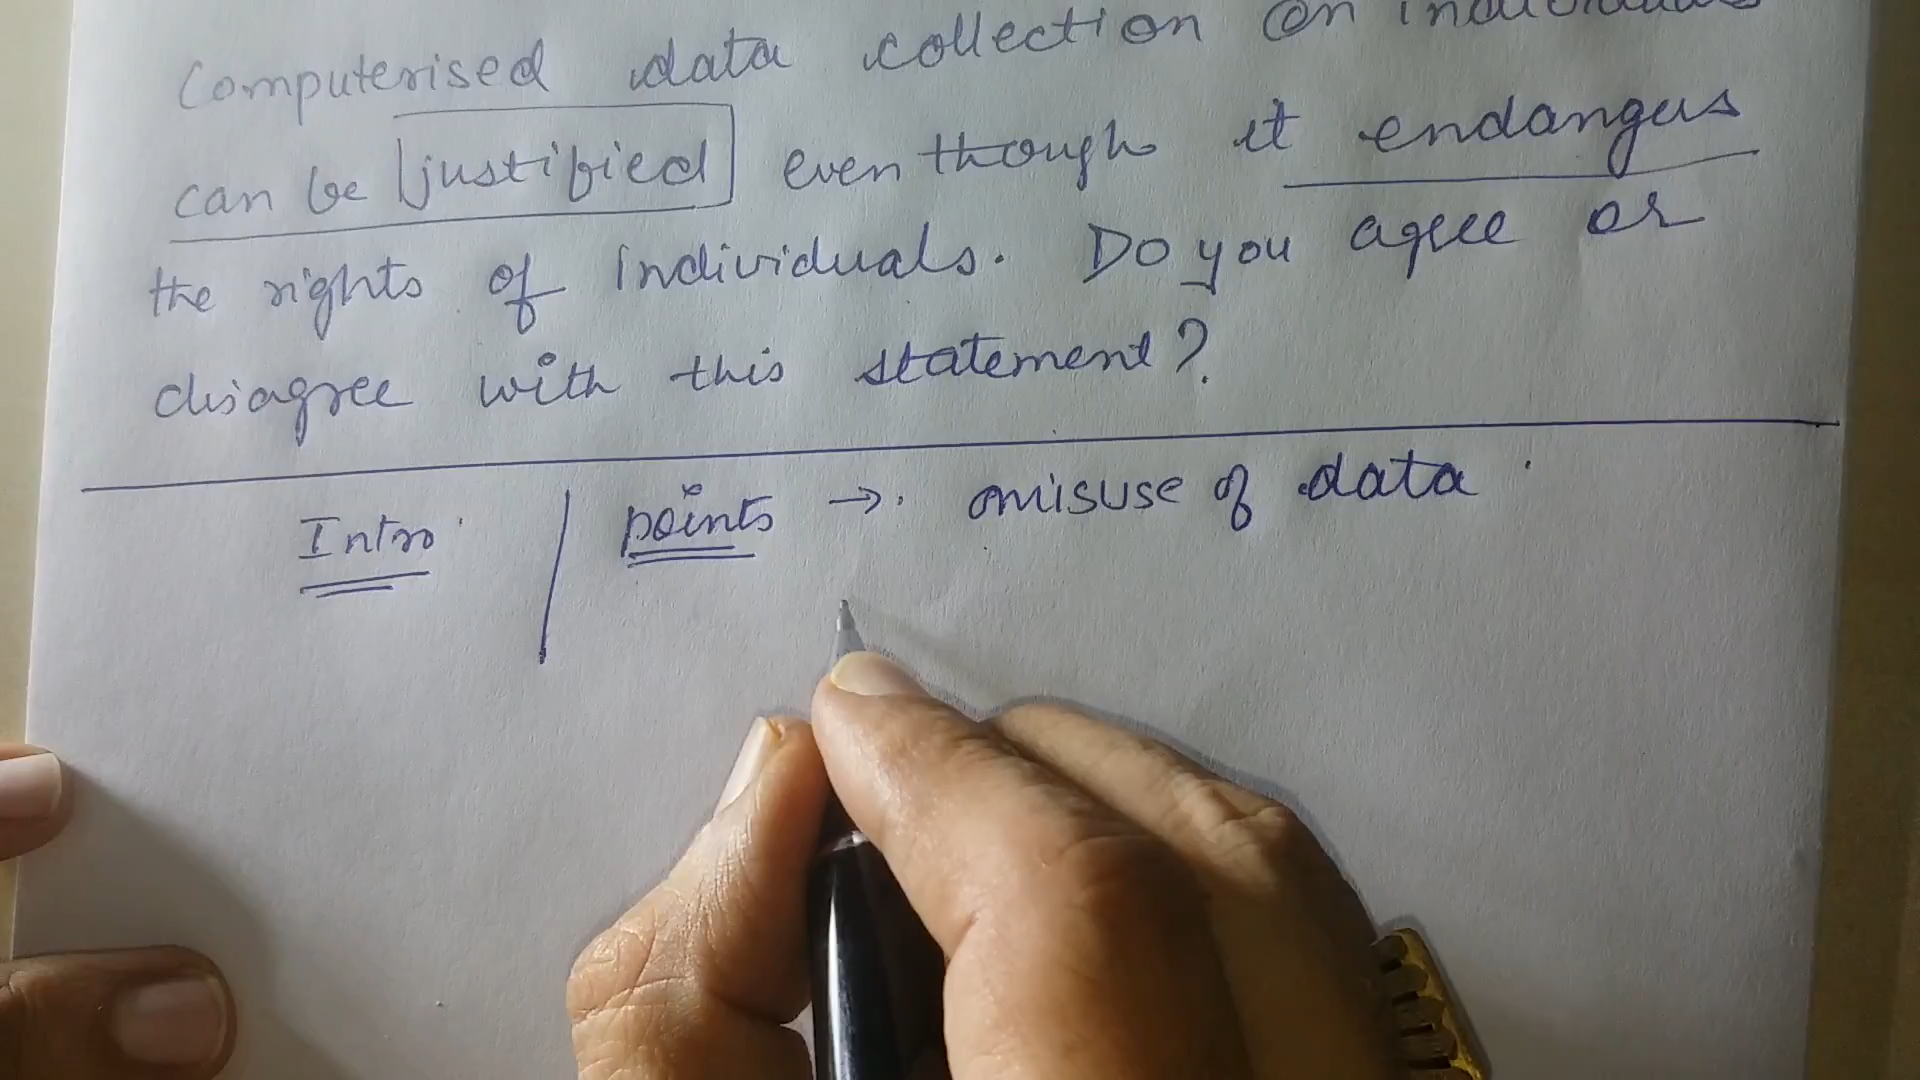 Computerised data collection on individuals
can be justified even though it endangers
the rights of individuals. Do you agree or
disagree with this statement?
Intro. points →. misuse of data.